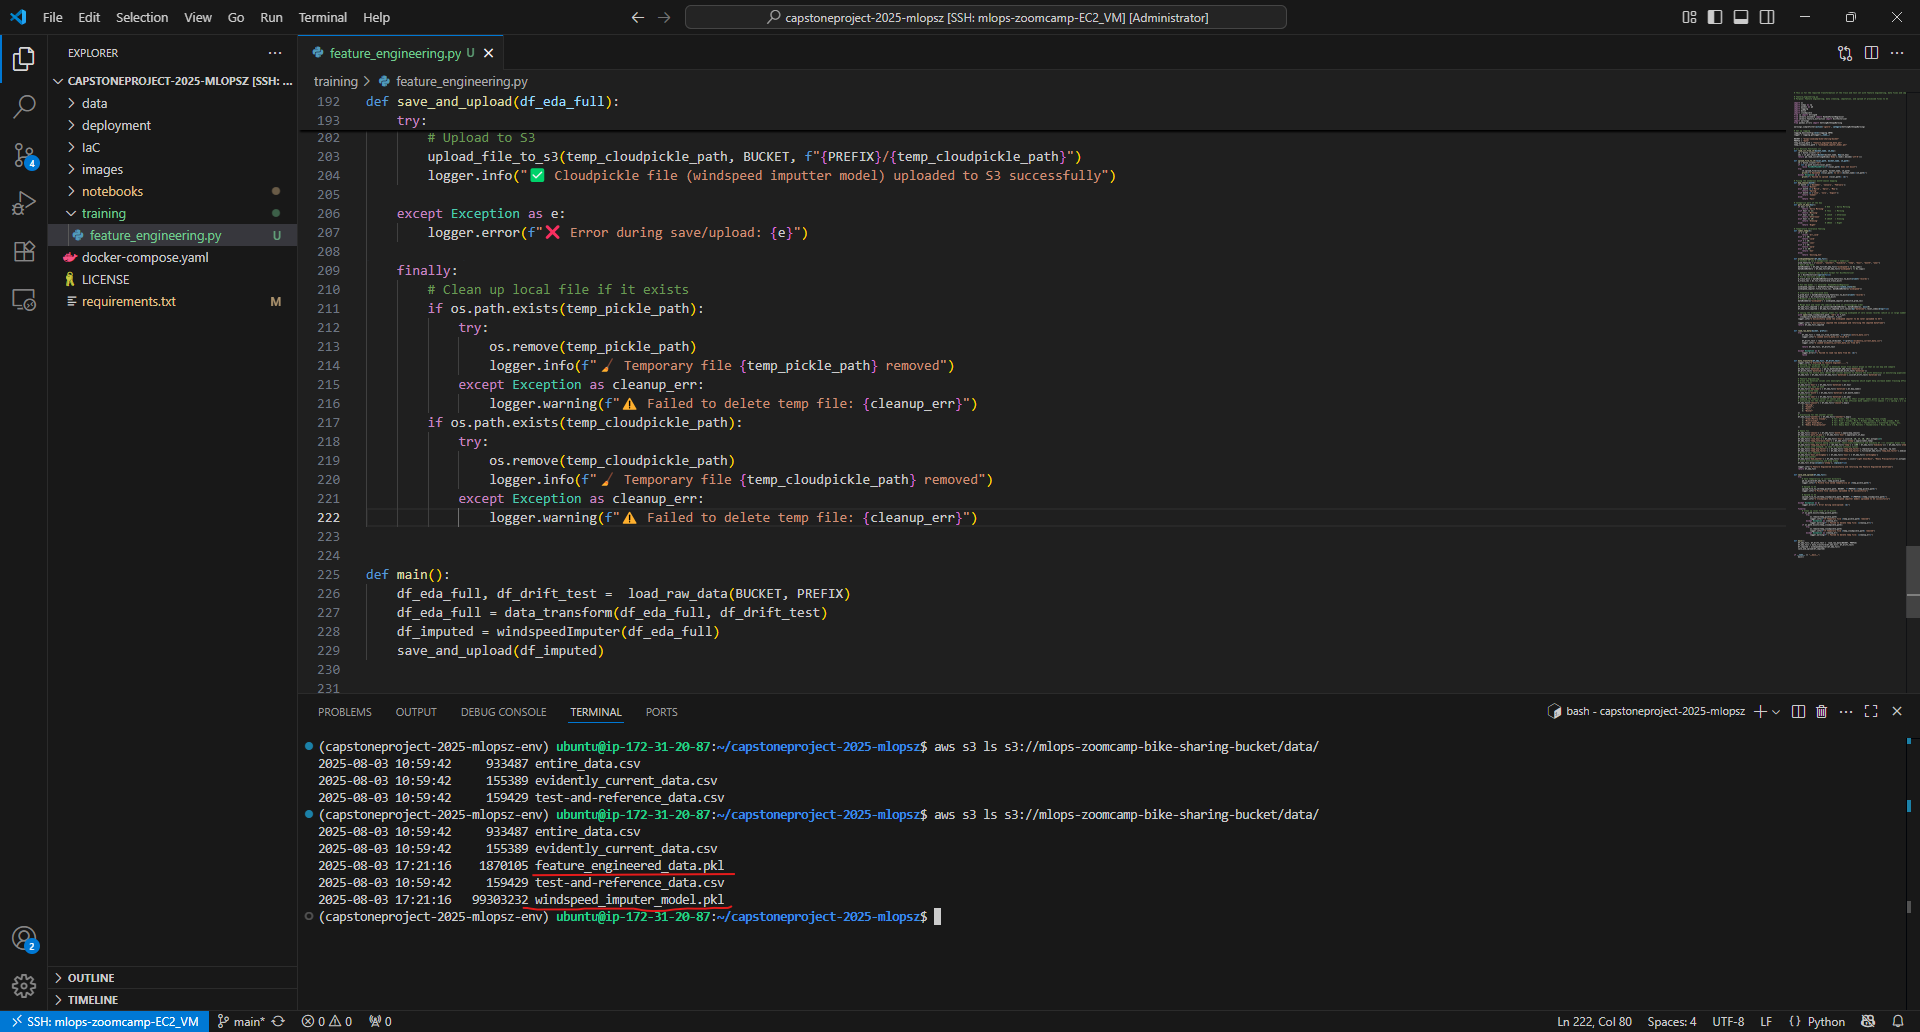 File Edit Selection View Go Run Terminal Help
capstoneproject-2025-mlopsz [SSH: mlops-zoomcamp-EC2_VM] [Administrator]
EXPLORER
CAPSTONEPROJECT-2025-MLOPSZ [SSH: ...
data
deployment
IaC
images
notebooks
training
feature_engineering.py U
docker-compose.yaml
LICENSE
requirements.txt M
OUTLINE
TIMELINE
4
2
feature_engineering.py U
training > feature_engineering.py
192 def save_and_upload(df_eda_full):
193 try:
202 # Upload to S3
203 upload_file_to_s3(temp_cloudpickle_path, BUCKET, f"{PREFIX}/{temp_cloudpickle_path}")
204 logger.info("✅ Cloudpickle file (windspeed imputter model) uploaded to S3 successfully")
205
206 except Exception as e:
207 logger.error(f"❌ Error during save/upload: {e}")
208
209 finally:
210 # Clean up local file if it exists
211 if os.path.exists(temp_pickle_path):
212 try:
213 os.remove(temp_pickle_path)
214 logger.info(f"🧹 Temporary file {temp_pickle_path} removed")
215 except Exception as cleanup_err:
216 logger.warning(f"⚠️ Failed to delete temp file: {cleanup_err}")
217 if os.path.exists(temp_cloudpickle_path):
218 try:
219 os.remove(temp_cloudpickle_path)
220 logger.info(f"🧹 Temporary file {temp_cloudpickle_path} removed")
221 except Exception as cleanup_err:
222 logger.warning(f"⚠️ Failed to delete temp file: {cleanup_err}")
223
224
225 def main():
226 df_eda_full, df_drift_test = load_raw_data(BUCKET, PREFIX)
227 df_eda_full = data_transform(df_eda_full, df_drift_test)
228 df_imputed = windspeedImputer(df_eda_full)
229 save_and_upload(df_imputed)
230
231
PROBLEMS OUTPUT DEBUG CONSOLE TERMINAL PORTS
bash - capstoneproject-2025-mlopsz
(capstoneproject-2025-mlopsz-env) ubuntu@ip-172-31-20-87:~/capstoneproject-2025-mlopsz$ aws s3 ls s3://mlops-zoomcamp-bike-sharing-bucket/data/
2025-08-03 10:59:42 933487 entire_data.csv
2025-08-03 10:59:42 155389 evidently_current_data.csv
2025-08-03 10:59:42 159429 test-and-reference_data.csv
(capstoneproject-2025-mlopsz-env) ubuntu@ip-172-31-20-87:~/capstoneproject-2025-mlopsz$ aws s3 ls s3://mlops-zoomcamp-bike-sharing-bucket/data/
2025-08-03 10:59:42 933487 entire_data.csv
2025-08-03 10:59:42 155389 evidently_current_data.csv
2025-08-03 17:21:16 1870105 feature_engineered_data.pkl
2025-08-03 10:59:42 159429 test-and-reference_data.csv
2025-08-03 17:21:16 99303232 windspeed_imputer_model.pkl
(capstoneproject-2025-mlopsz-env) ubuntu@ip-172-31-20-87:~/capstoneproject-2025-mlopsz$
SSH: mlops-zoomcamp-EC2_VM main* 0 0 0 Ln 222, Col 80 Spaces: 4 UTF-8 LF {} Python